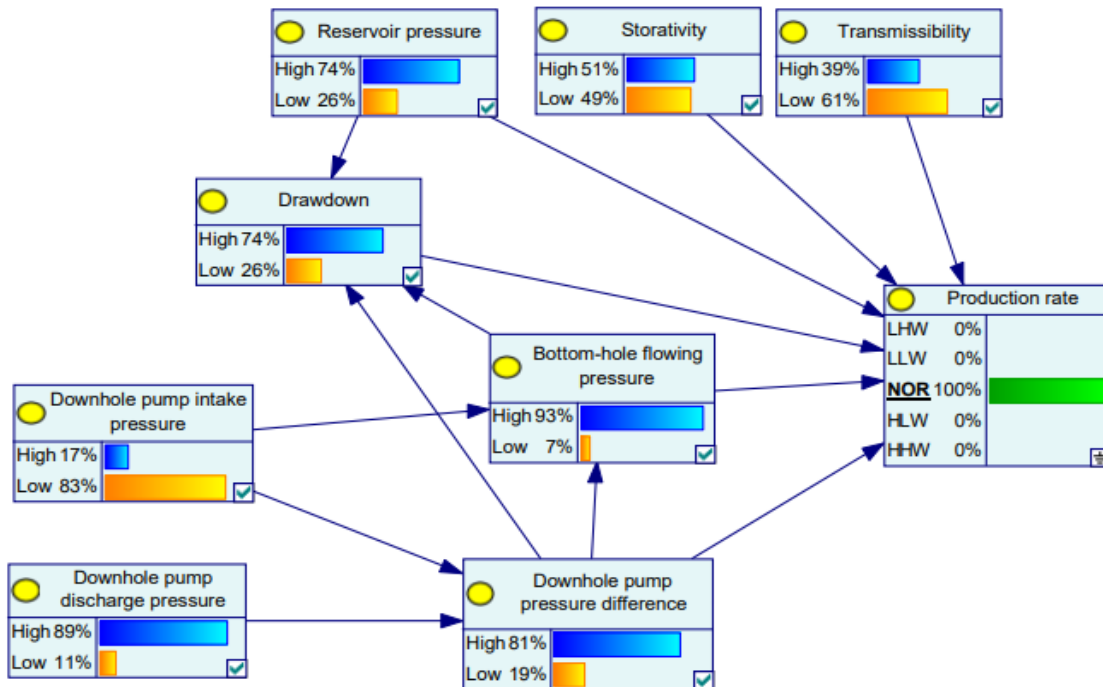 Reservoir pressure
High 74%
Low 26%
Storativity
High 51%
Low 49%
Transmissibility
High 39%
Low 61%
Drawdown
High 74%
Low 26%
Production rate
LHW 0%
LLW 0%
NOR 100%
HLW 0%
HHW 0%
Bottom-hole flowing
pressure
High 93%
Low 7%
Downhole pump intake
pressure
High 17%
Low 83%
Downhole pump
discharge pressure
High 89%
Low 11%
Downhole pump
pressure difference
High 81%
Low 19%